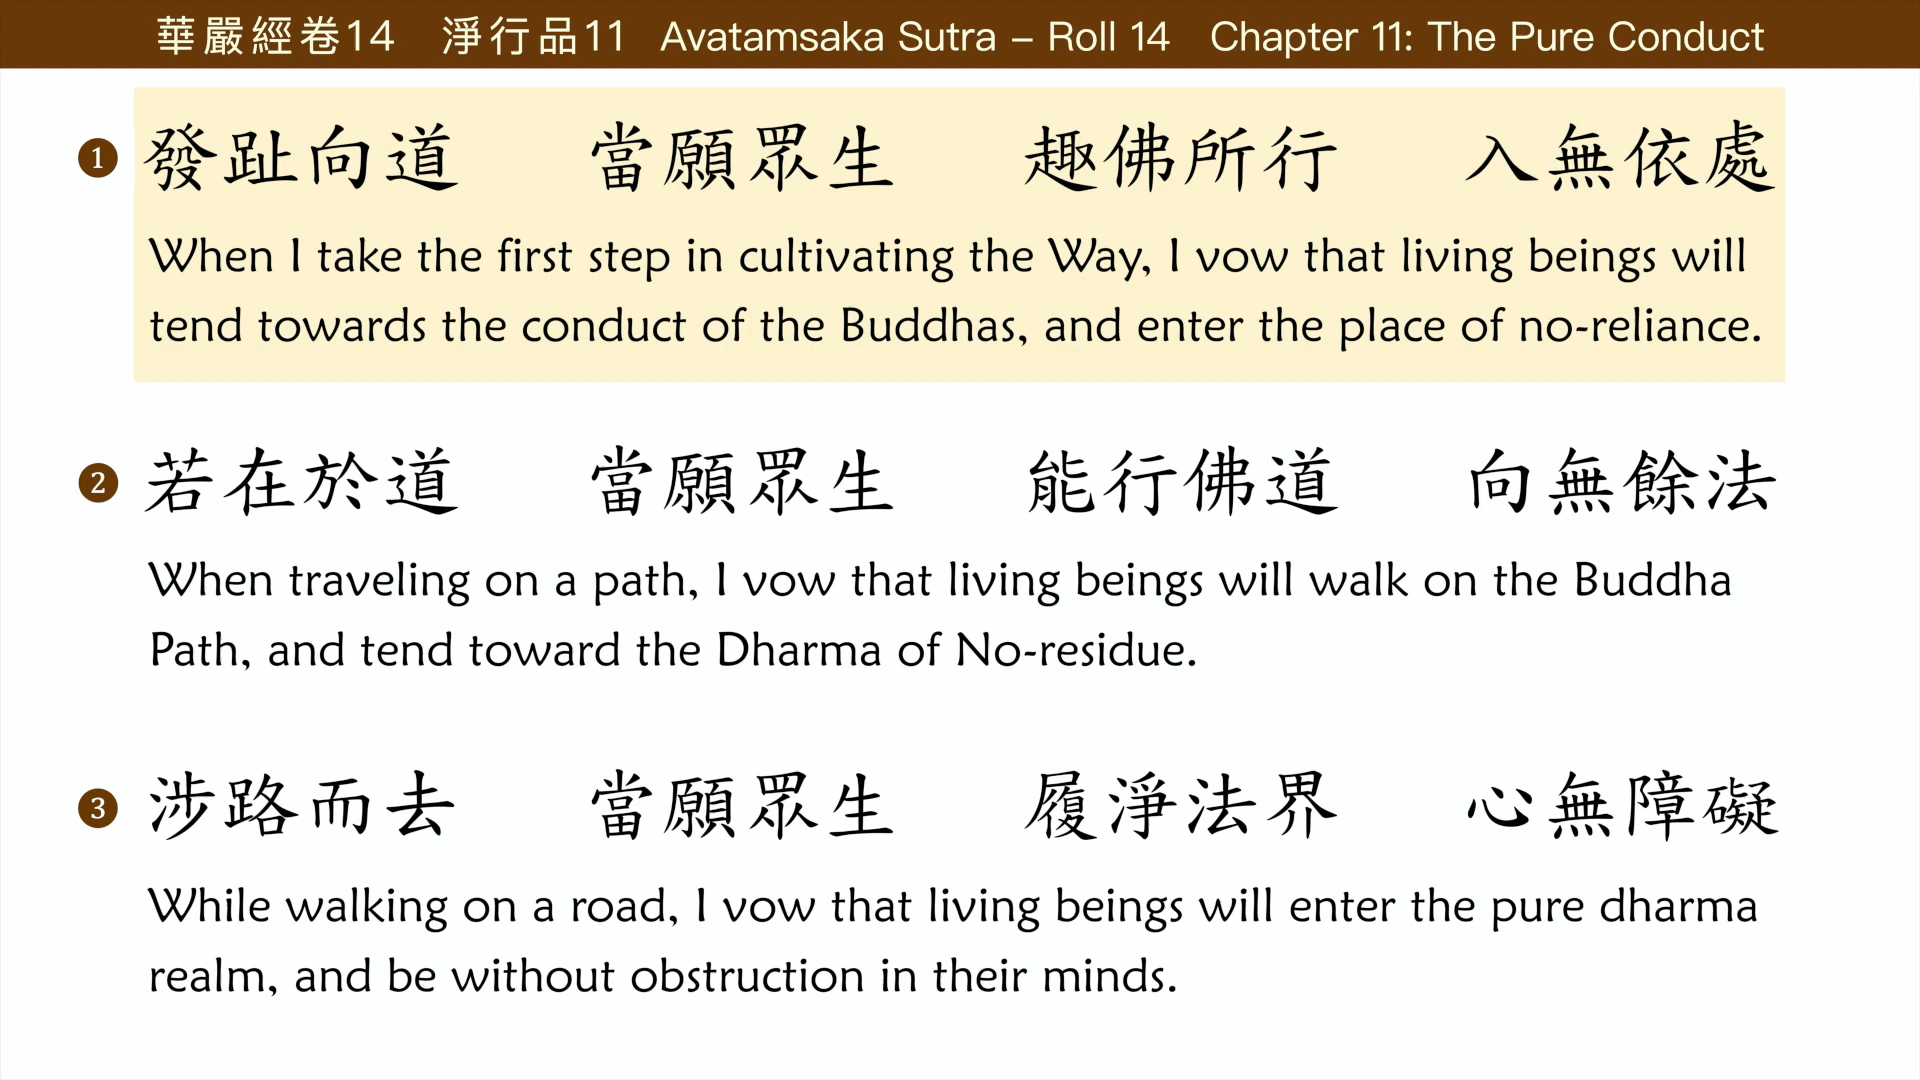 華嚴經卷14 淨行品11 Avatamsaka Sutra – Roll 14 Chapter 11: The Pure Conduct
1 發趾向道 當願眾生 趣佛所行 入無依處
When I take the first step in cultivating the Way, I vow that living beings will
tend towards the conduct of the Buddhas, and enter the place of no-reliance.
2 若在於道 當願眾生 能行佛道 向無餘法
When traveling on a path, I vow that living beings will walk on the Buddha
Path, and tend toward the Dharma of No-residue.
3 涉路而去 當願眾生 履淨法界 心無障礙
While walking on a road, I vow that living beings will enter the pure dharma
realm, and be without obstruction in their minds.